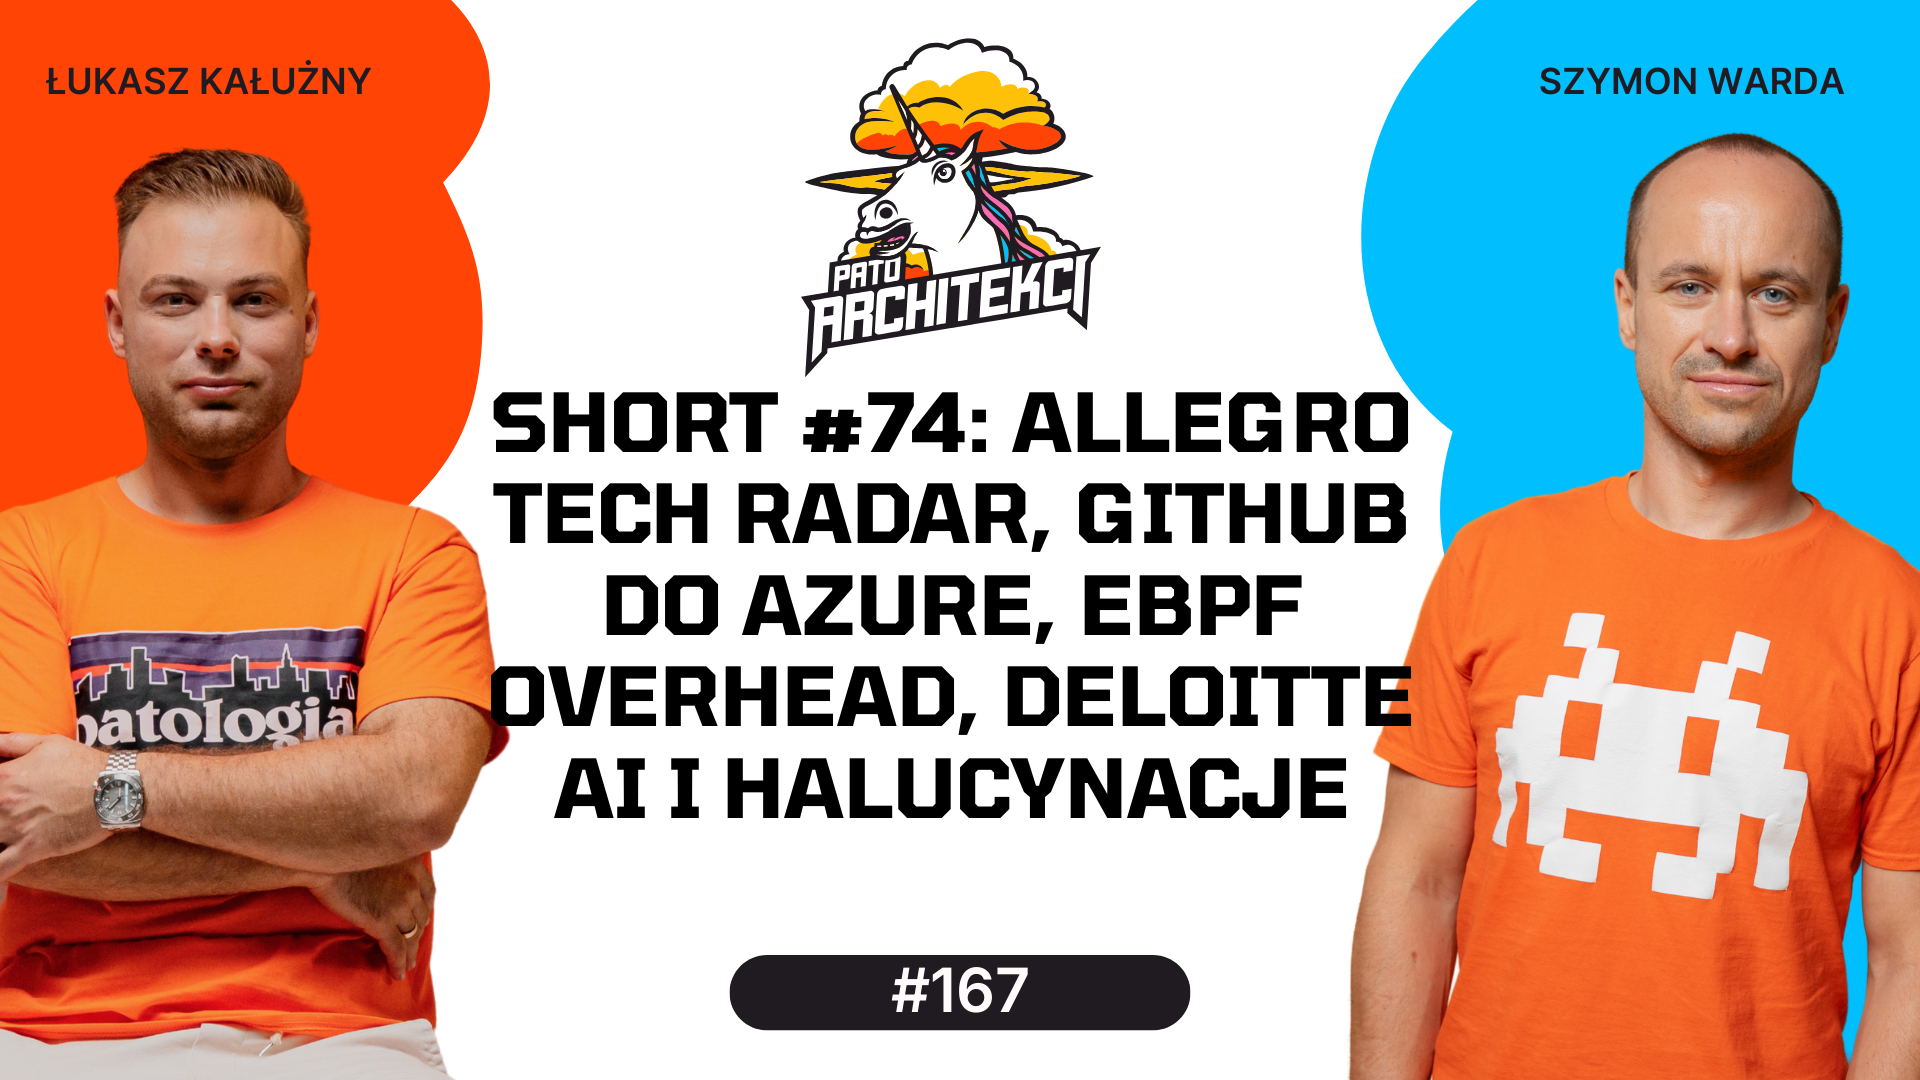 ŁUKASZ KAŁUŻNY
SZYMON WARDA
PATO
ARCHITEKCI
SHORT #74: ALLEGRO
TECH RADAR, GITHUB
DO AZURE, EBPF
OVERHEAD, DELOITTE
AI I HALUCYNACJE
patologia
#167